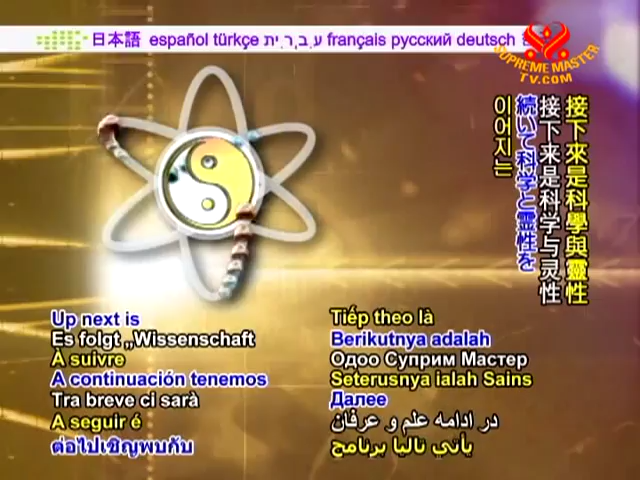 日本語 español türkçe עִבְרִית français русский deutsch
SUPREME MASTER
TV.COM
接下來是科學與靈性
接下来是科学与灵性
続いて科学と霊性を
이어지는
Up next is
Es folgt „Wissenschaft
À suivre
A continuación tenemos
Tra breve ci sarà
A seguir é
ต่อไปเชิญพบกับ
Tiếp theo là
Berikutnya adalah
Одоо Суприм Мастер
Seterusnya ialah Sains
Далее
در ادامه علم و عرفان
يأتي تاليا برنامج